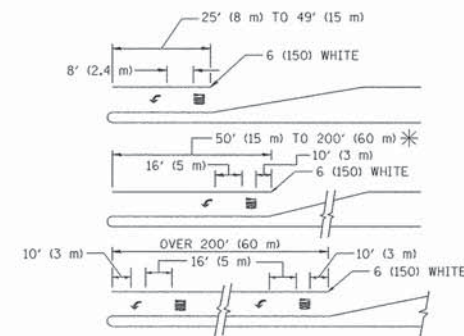 25' (8 m) TO 49' (15 m)
6 (150) WHITE
8' (2.4 m)
50' (15 m) TO 200' (60 m) ✳
16' (5 m)
10' (3 m)
6 (150) WHITE
OVER 200' (60 m)
10' (3 m)
16' (5 m)
10' (3 m)
6 (150) WHITE